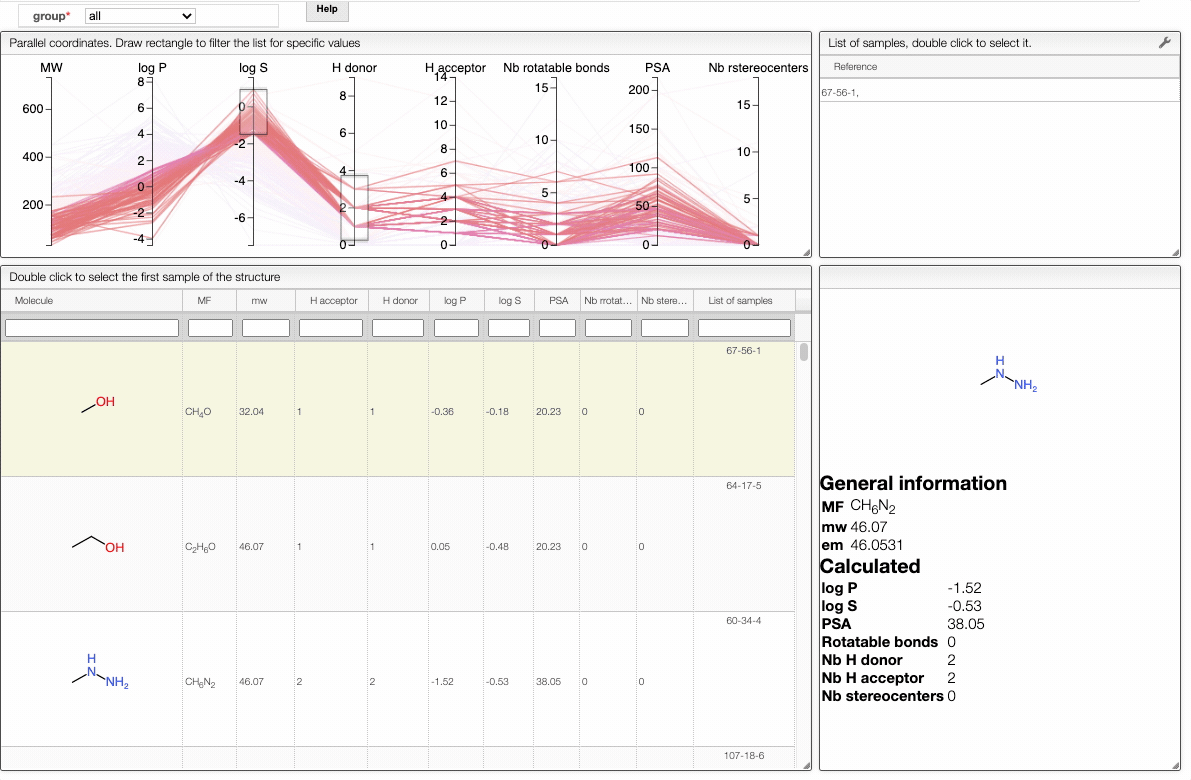 group* all Help
Parallel coordinates. Draw rectangle to filter the list for specific values
List of samples, double click to select it.
MW log P log S H donor H acceptor Nb rotatable bonds PSA Nb rstereocenters
600
400
200
8
6
4
2
0
-2
-4
0
-2
-4
-6
8
6
4
2
0
14
12
10
8
6
4
2
0
15
10
5
0
200
150
100
50
0
15
10
5
0
Reference
67-56-1,
Double click to select the first sample of the structure
Molecule MF mw H acceptor H donor log P log S PSA Nb rrotat... Nb stere... List of samples
67-56-1
OH CH4O 32.04 1 1 -0.36 -0.18 20.23 0 0
64-17-5
OH C2H6O 46.07 1 1 0.05 -0.48 20.23 0 0
60-34-4
H
N
NH2 CH6N2 46.07 2 2 -1.52 -0.53 38.05 0 0
107-18-6
H
N
NH2
General information
MF CH6N2
mw 46.07
em 46.0531
Calculated
log P -1.52
log S -0.53
PSA 38.05
Rotatable bonds 0
Nb H donor 2
Nb H acceptor 2
Nb stereocenters 0